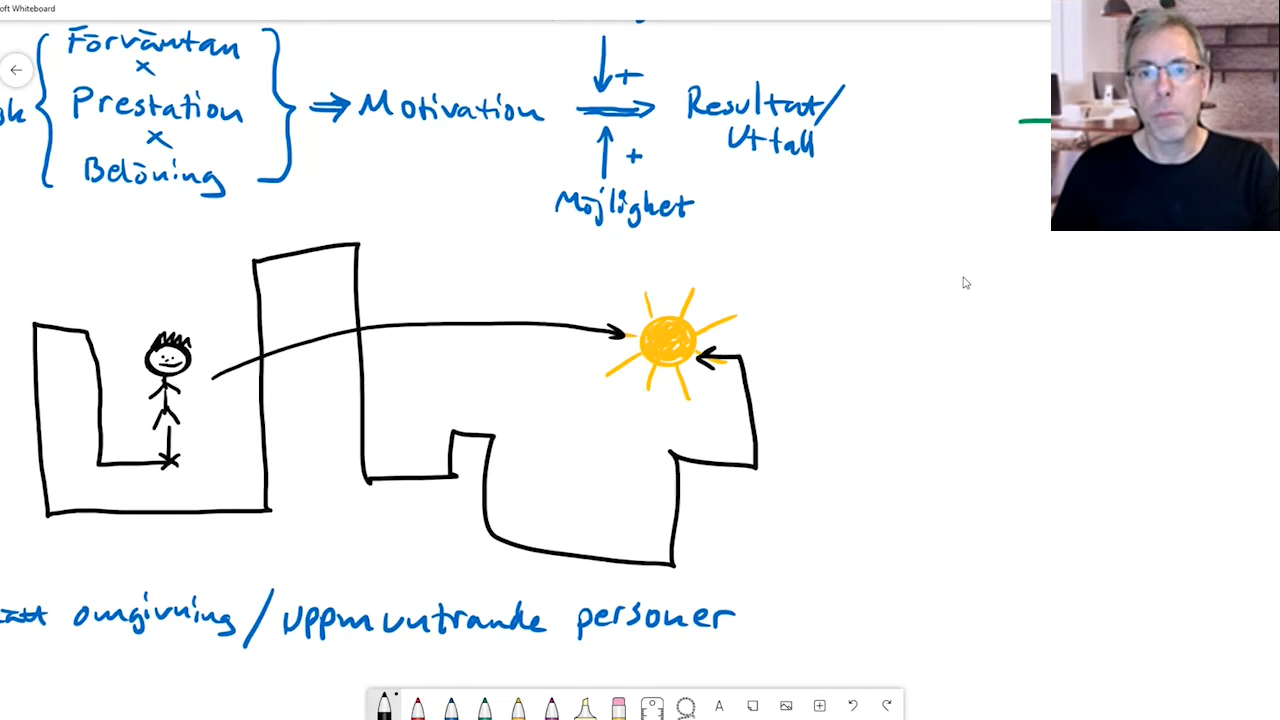 oft Whiteboard
Förväntan
x
Prestation
x
Belöning
⇒ Motivation
+
+
Möjlighet
Resultat/
Utfall
omgivning / uppmuntrande personer
A